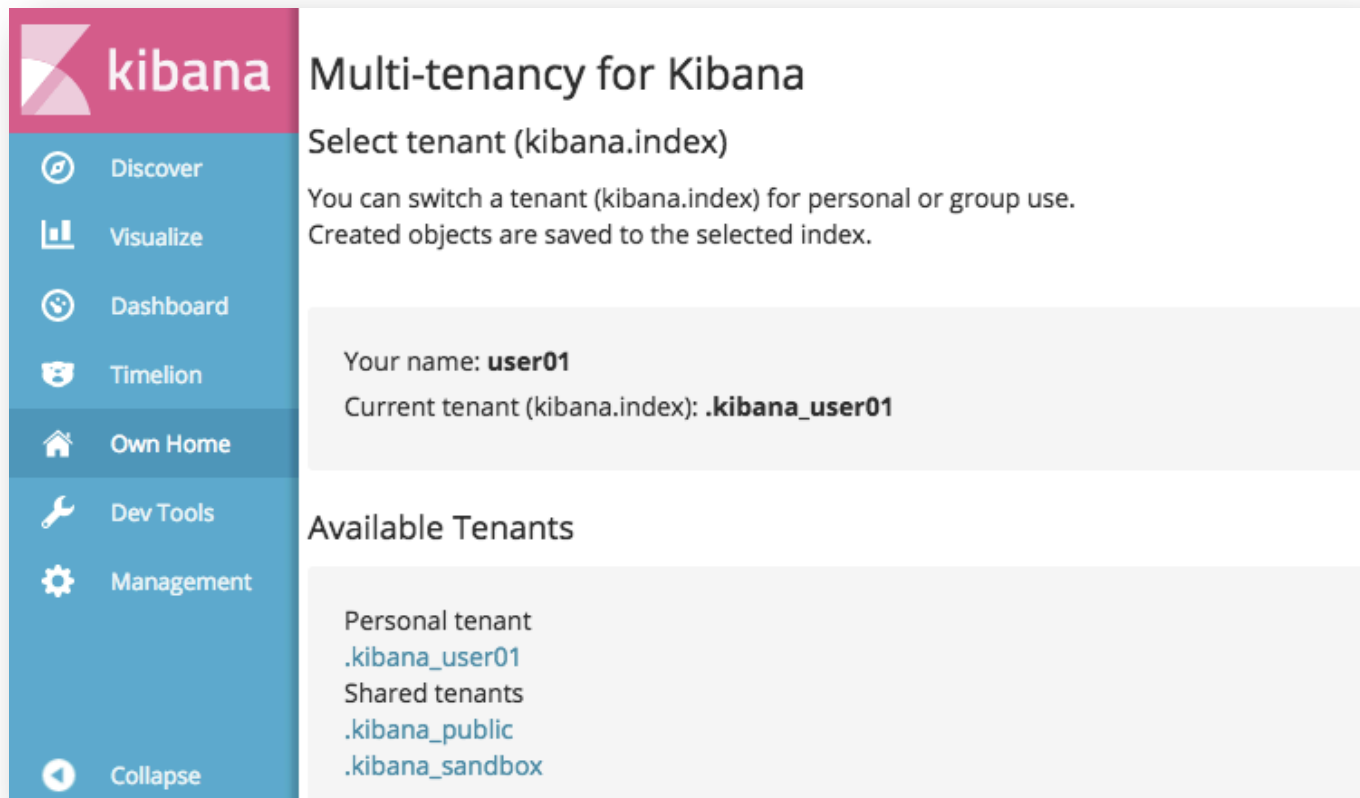 kibana
Discover
Visualize
Dashboard
Timelion
Own Home
Dev Tools
Management
Collapse
Multi-tenancy for Kibana
Select tenant (kibana.index)
You can switch a tenant (kibana.index) for personal or group use.
Created objects are saved to the selected index.
Your name: user01
Current tenant (kibana.index): .kibana_user01
Available Tenants
Personal tenant
.kibana_user01
Shared tenants
.kibana_public
.kibana_sandbox